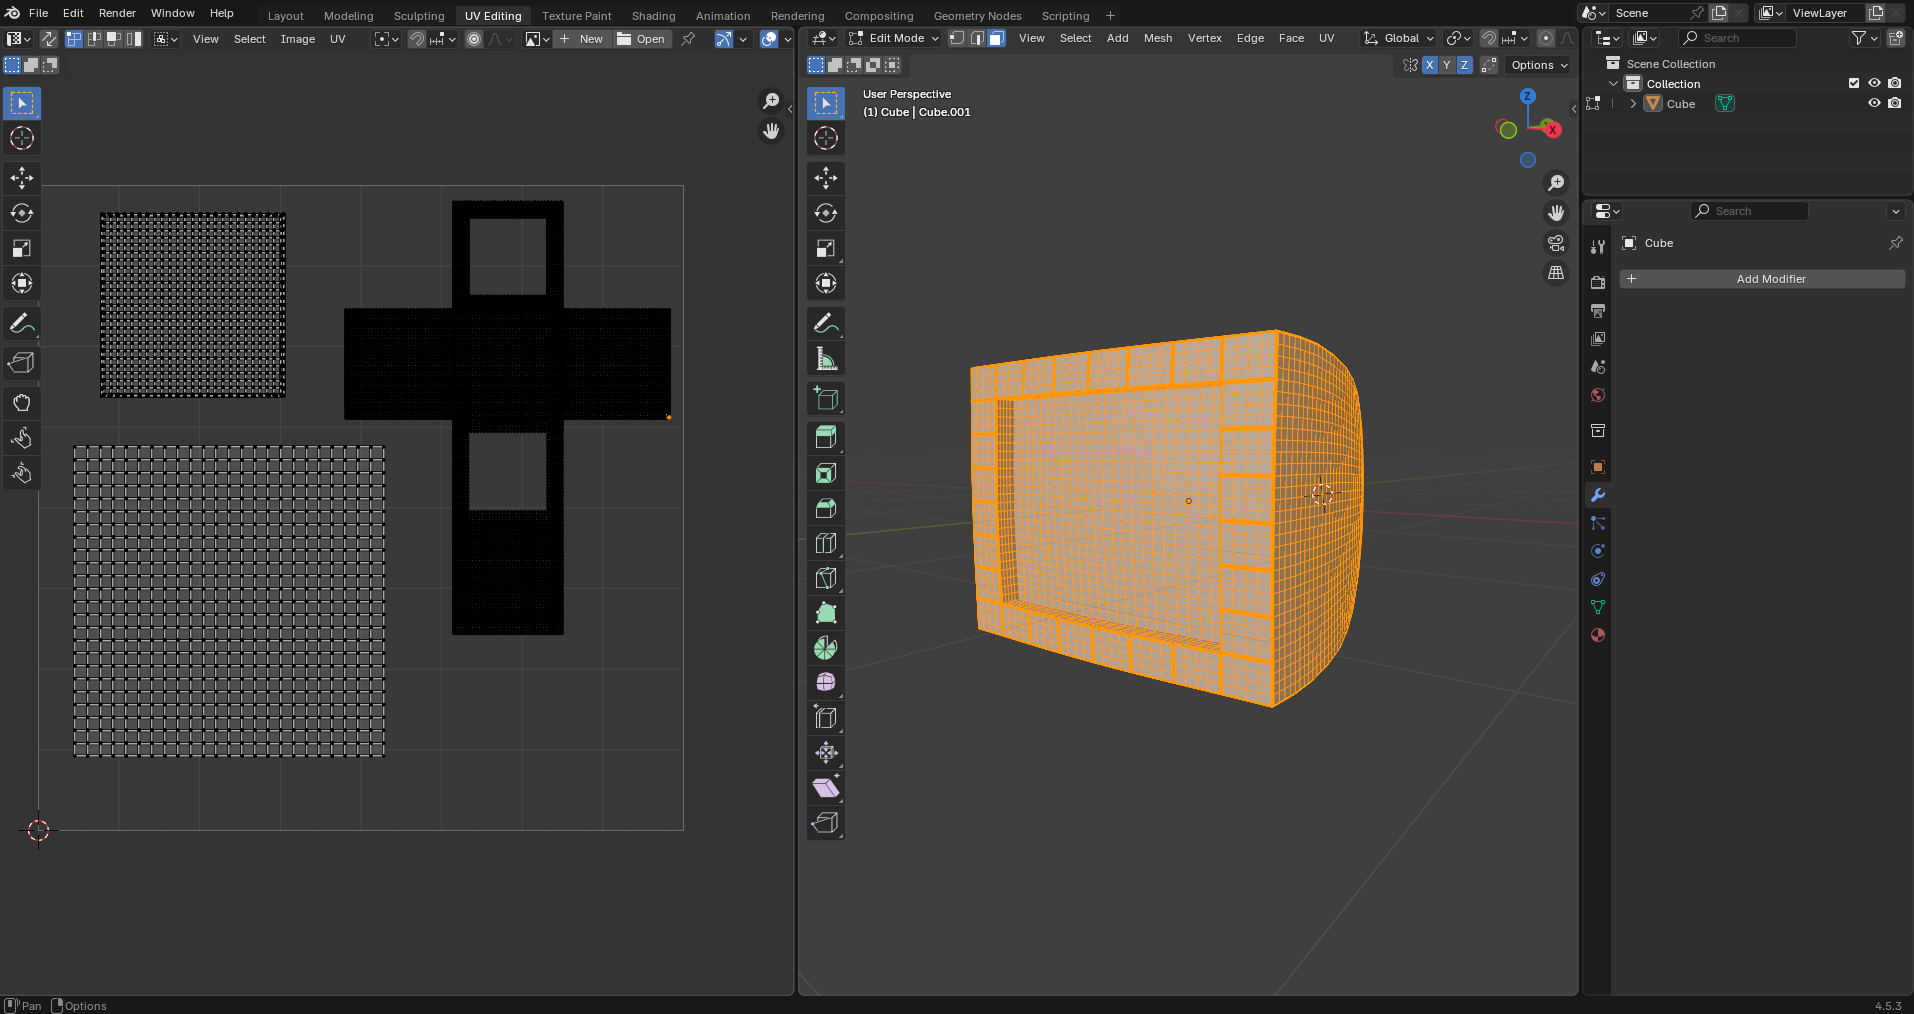 File Edit Render Window Help Layout Modeling Sculpting UV Editing Texture Paint Shading Animation Rendering Compositing Geometry Nodes Scripting + Scene ViewLayer
View Select Image UV + New Open Edit Mode View Select Add Mesh Vertex Edge Face UV Global Search
X Y Z Options
Scene Collection
Collection
Cube
User Perspective
(1) Cube | Cube.001
Z
X
Search
Cube
+ Add Modifier
Pan Options 4.5.3